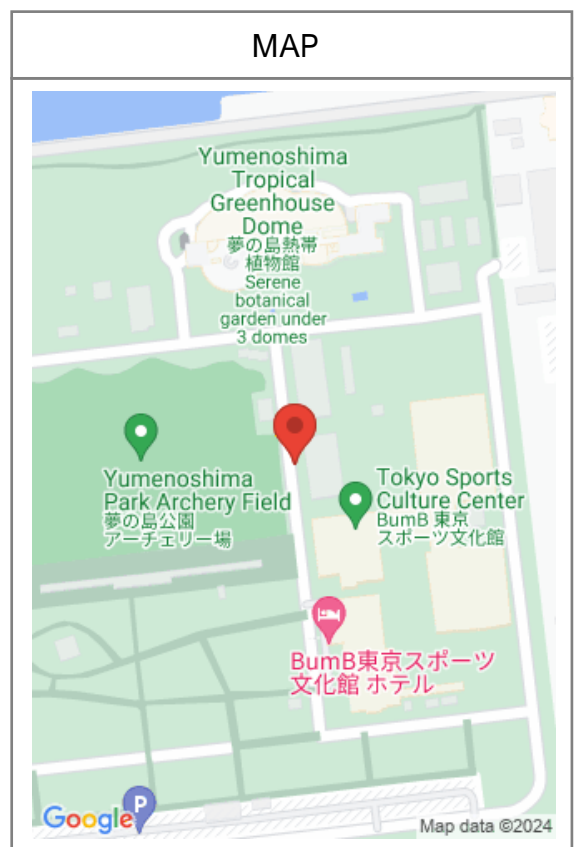 MAP
Yumenoshima
Tropical
Greenhouse
Dome
夢の島熱帯
植物館
Serene
botanical
garden under
3 domes
Yumenoshima
Park Archery Field
夢の島公園
アーチェリー場
Tokyo Sports
Culture Center
BumB 東京
スポーツ文化館
BumB東京スポーツ
文化館 ホテル
P
Google
Map data ©2024